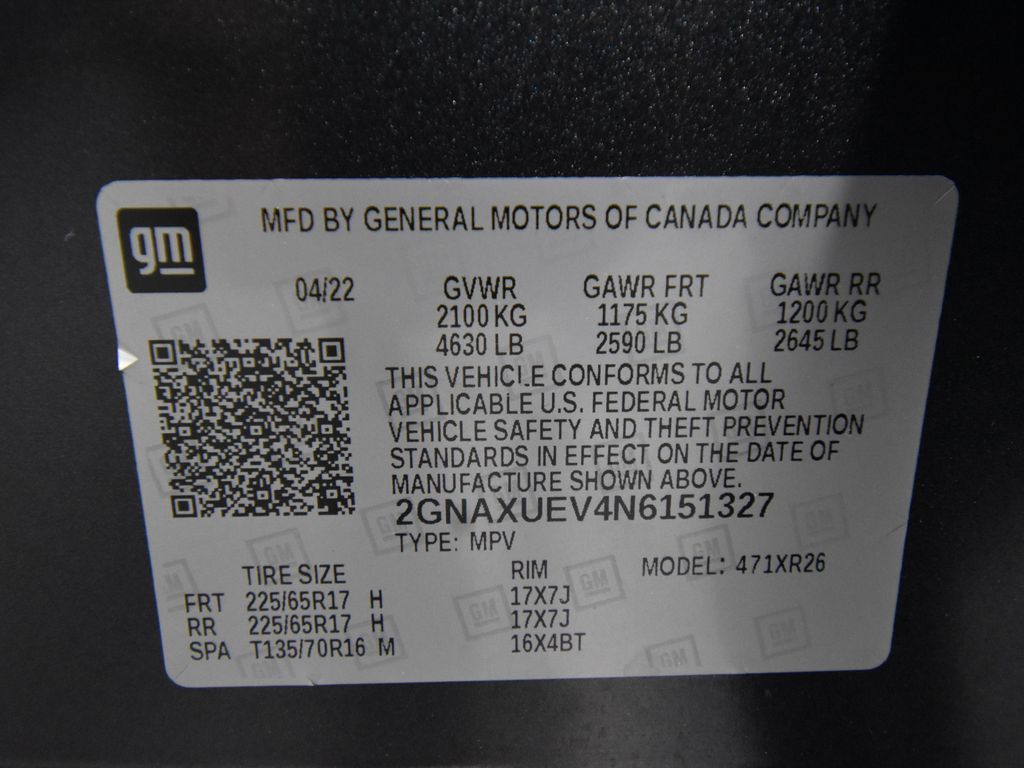 gm
MFD BY GENERAL MOTORS OF CANADA COMPANY
04/22 GVWR GAWR FRT GAWR RR
2100 KG 1175 KG 1200 KG
4630 LB 2590 LB 2645 LB
THIS VEHICLE CONFORMS TO ALL
APPLICABLE U.S. FEDERAL MOTOR
VEHICLE SAFETY AND THEFT PREVENTION
STANDARDS IN EFFECT ON THE DATE OF
MANUFACTURE SHOWN ABOVE.
2GNAXUEV4N6151327
TYPE: MPV
TIRE SIZE RIM MODEL: 471XR26
FRT 225/65R17 H 17X7J
RR 225/65R17 H 17X7J
SPA T135/70R16 M 16X4BT